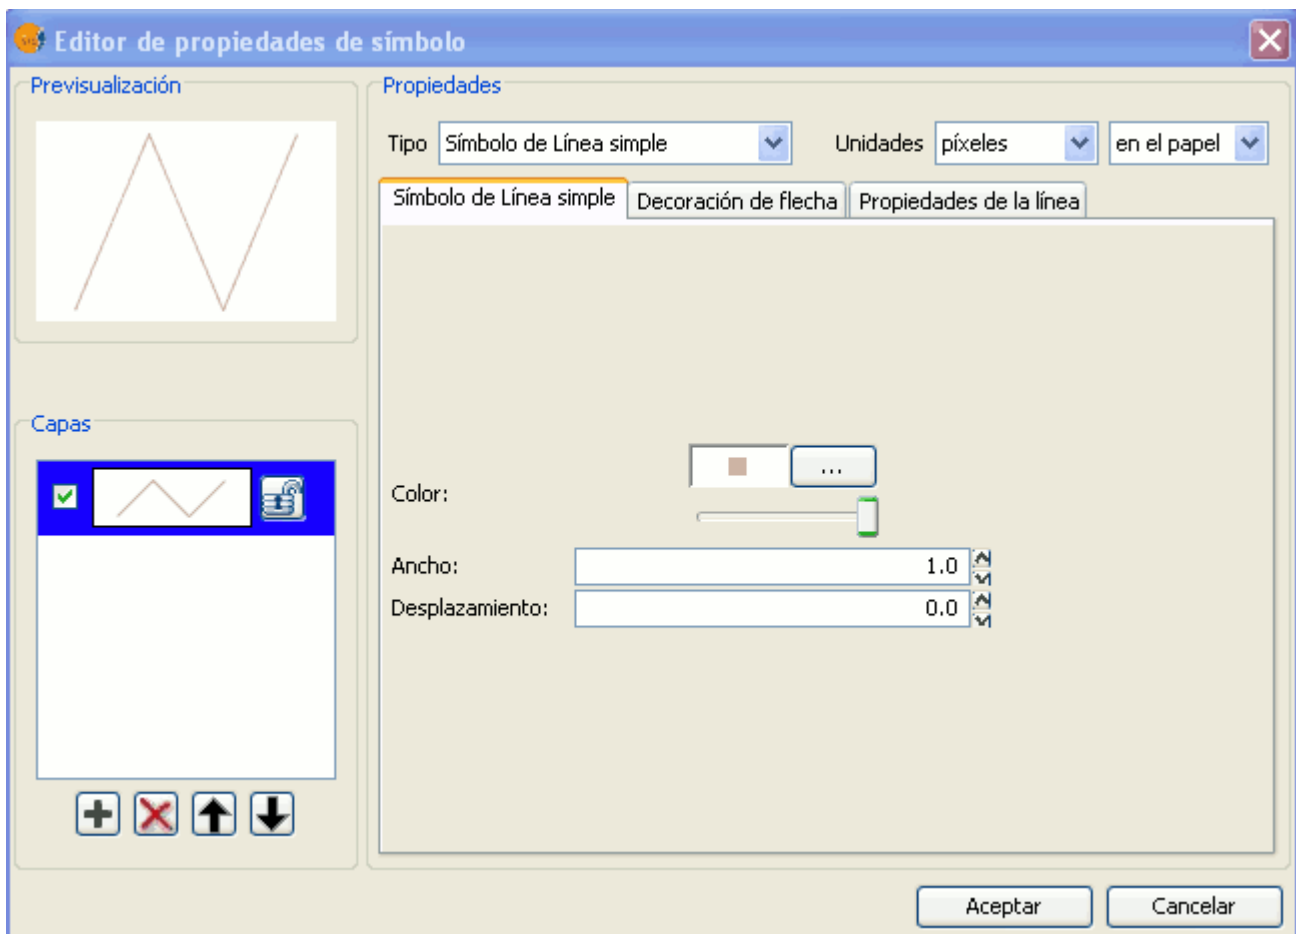 Editor de propiedades de símbolo
Previsualización
Propiedades
Tipo Símbolo de Línea simple Unidades píxeles en el papel
Símbolo de Línea simple Decoración de flecha Propiedades de la línea
Capas
Color:
...
Ancho: 1.0
Desplazamiento: 0.0
Aceptar Cancelar